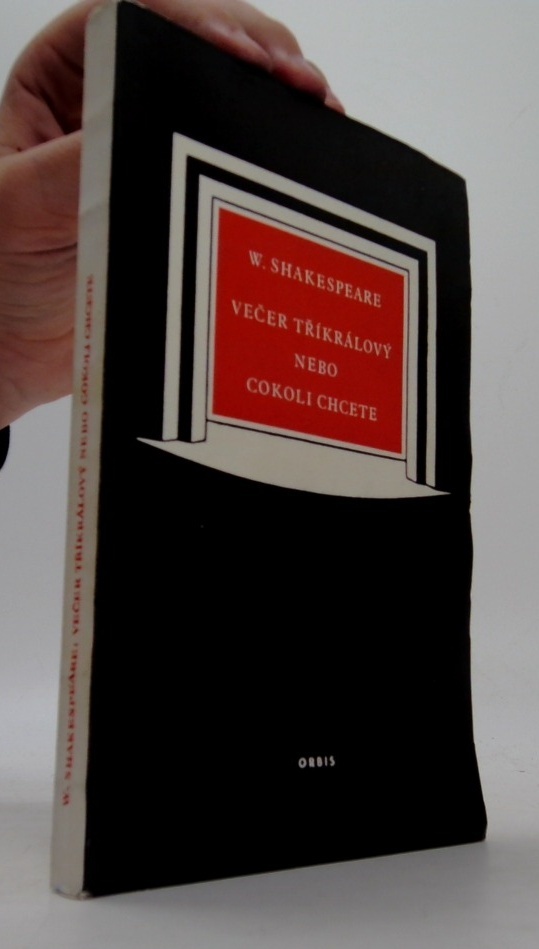 W. SHAKESPEARE
VEČER TŘÍKRÁLOVÝ
NEBO
COKOLI CHCETE
ORBIS
W. SHAKESPEARE: VEČER TŘÍKRÁLOVÝ NEBO COKOLI CHCETE